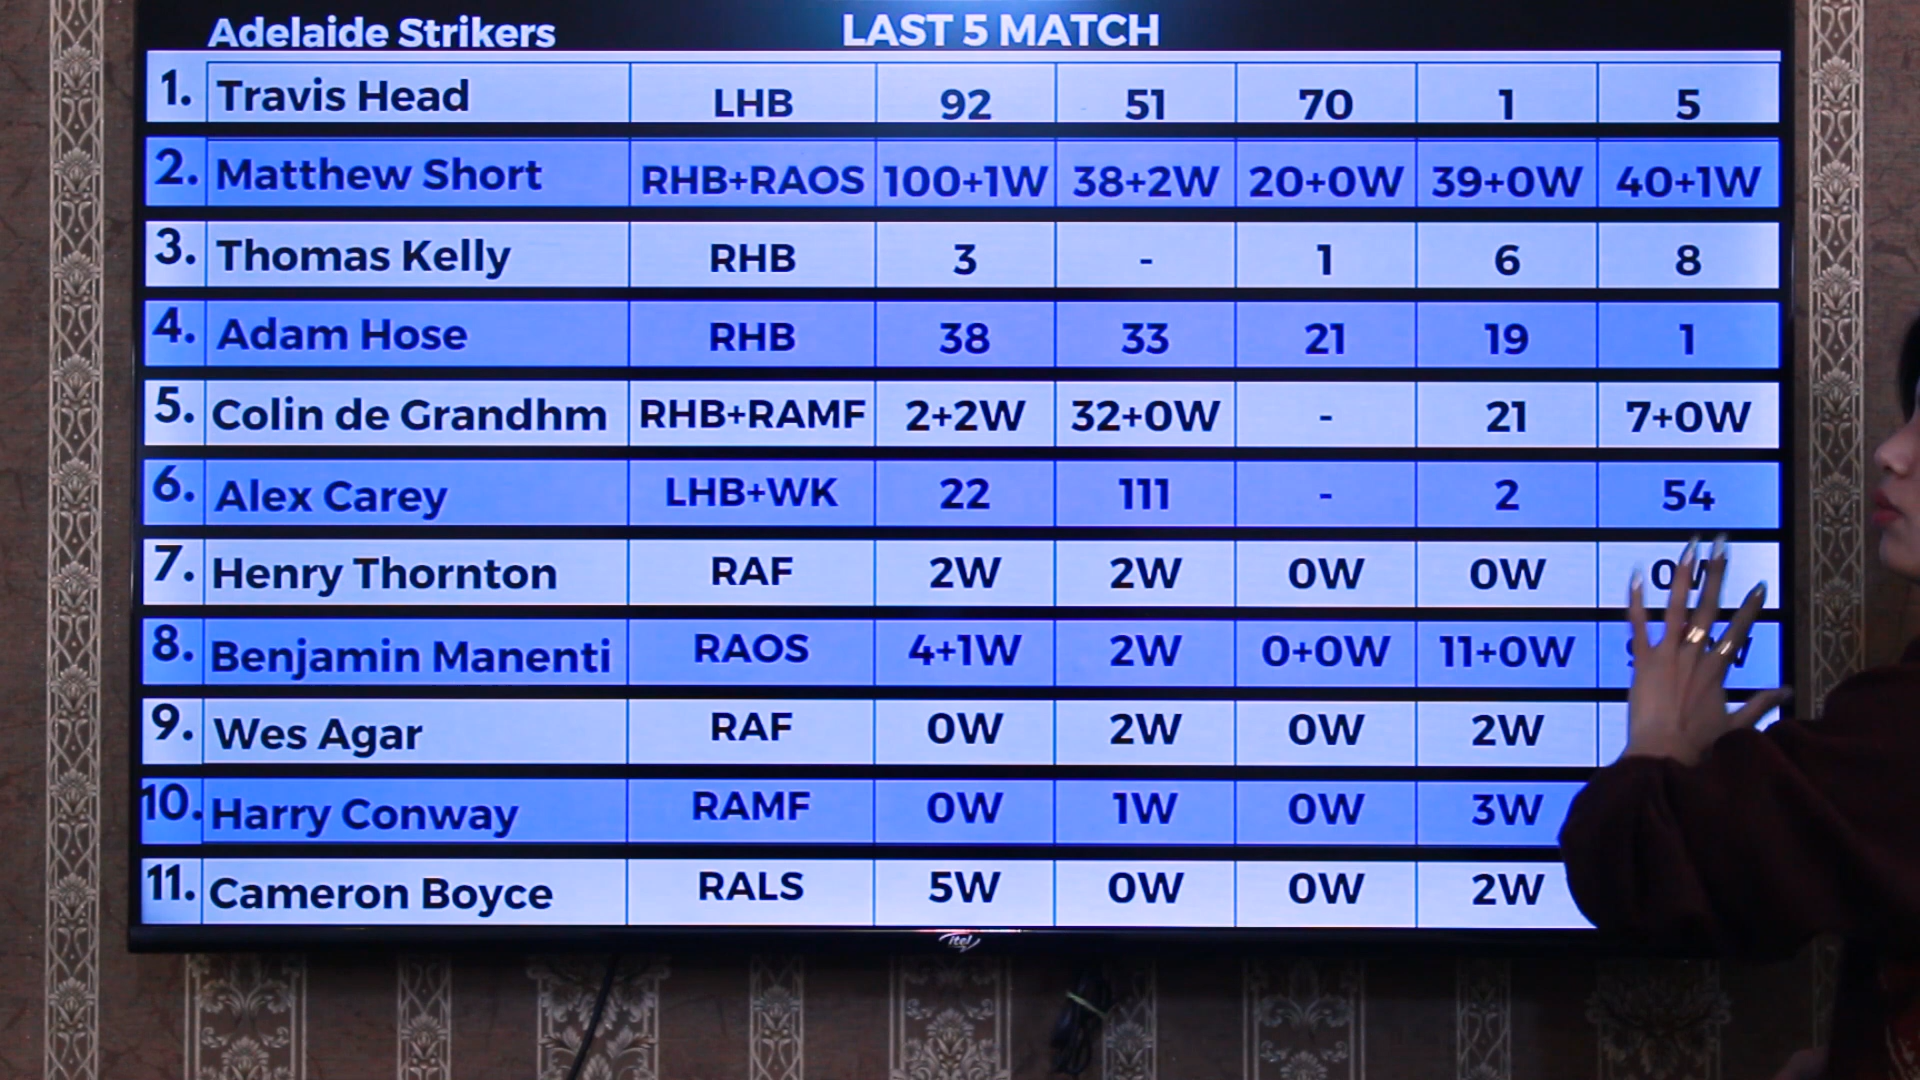 Adelaide Strikers LAST 5 MATCH
1. Travis Head LHB 92 51 70 1 5
2. Matthew Short RHB+RAOS 100+1W 38+2W 20+0W 39+0W 40+1W
3. Thomas Kelly RHB 3 - 1 6 8
4. Adam Hose RHB 38 33 21 19 1
5. Colin de Grandhm RHB+RAMF 2+2W 32+0W - 21 7+0W
6. Alex Carey LHB+WK 22 111 - 2 54
7. Henry Thornton RAF 2W 2W 0W 0W 0W
8. Benjamin Manenti RAOS 4+1W 2W 0+0W 11+0W
9. Wes Agar RAF 0W 2W 0W 2W
10. Harry Conway RAMF 0W 1W 0W 3W
11. Cameron Boyce RALS 5W 0W 0W 2W
itel